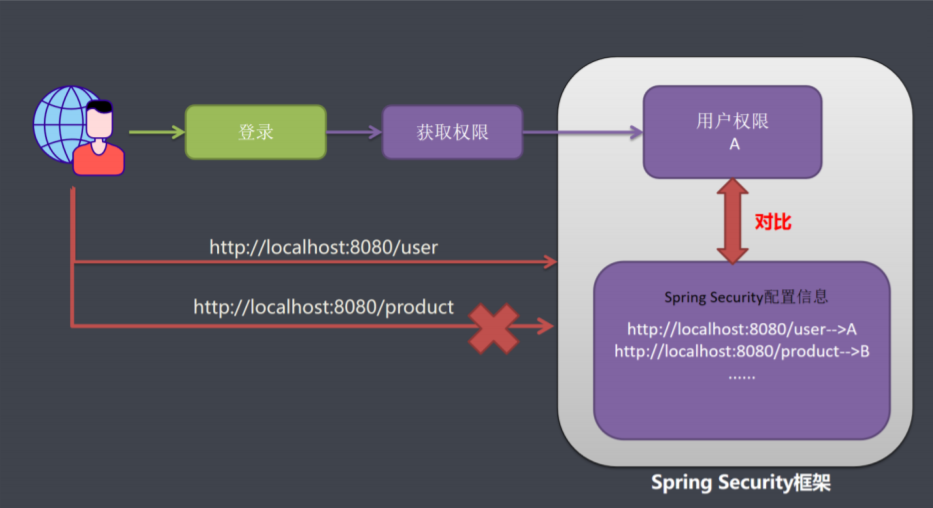 登录
获取权限
用户权限
A
对比
http://localhost:8080/user
http://localhost:8080/product
Spring Security配置信息
http://localhost:8080/user-->A
http://localhost:8080/product-->B
......
Spring Security框架